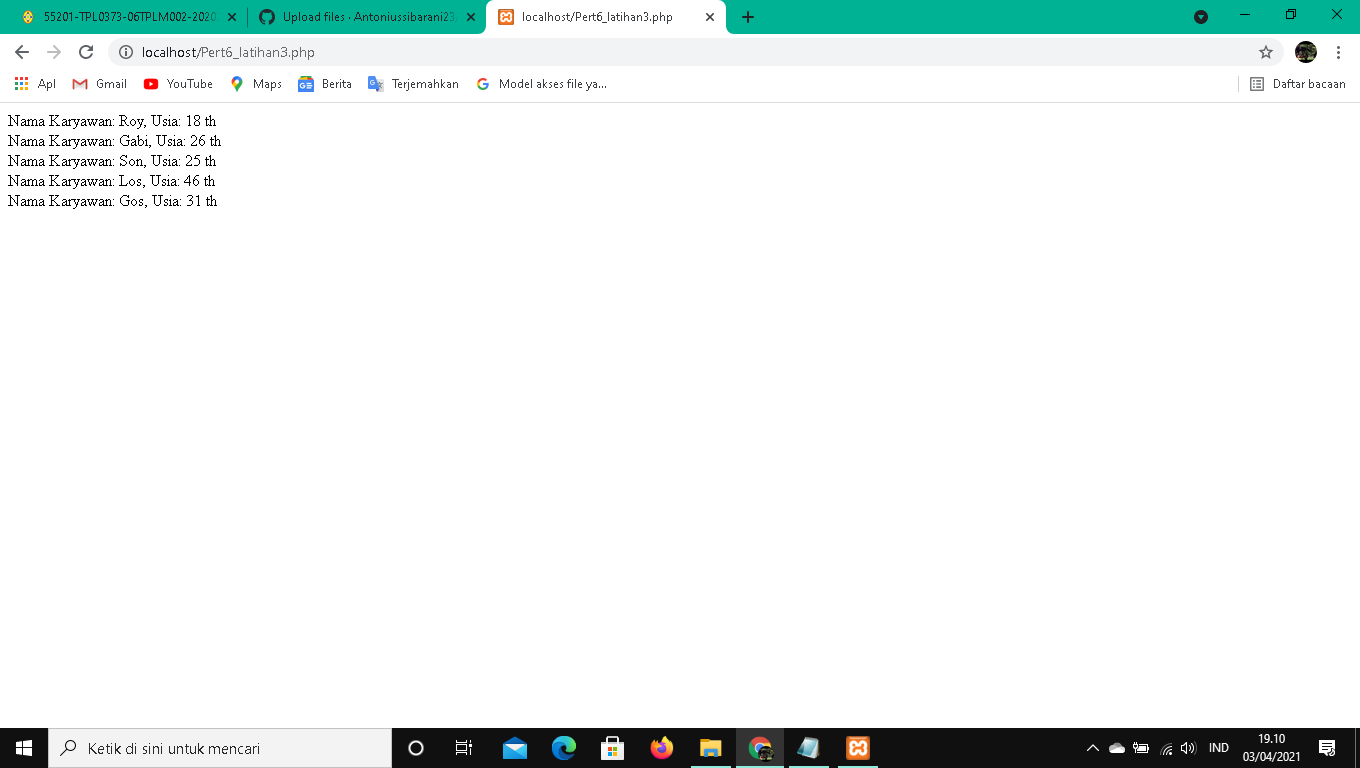 55201-TPL0373-06TPLM002-2020
Upload files · Antoniussibarani23
localhost/Pert6_latihan3.php
localhost/Pert6_latihan3.php
Apl
Gmail
YouTube
Maps
Berita
Terjemahkan
Model akses file ya...
Daftar bacaan
Nama Karyawan: Roy, Usia: 18 th
Nama Karyawan: Gabi, Usia: 26 th
Nama Karyawan: Son, Usia: 25 th
Nama Karyawan: Los, Usia: 46 th
Nama Karyawan: Gos, Usia: 31 th
Ketik di sini untuk mencari
IND
19.10
03/04/2021